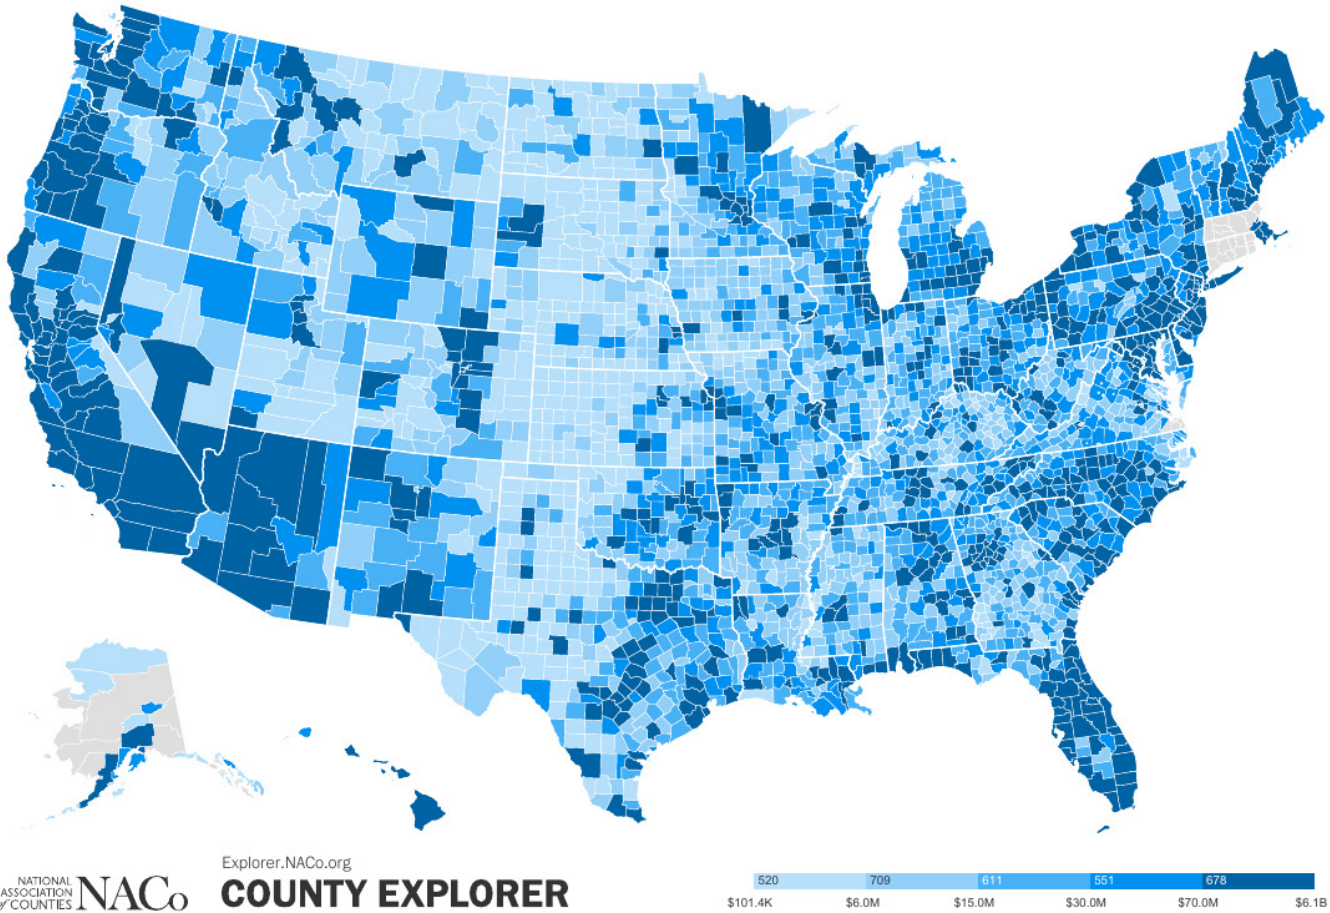 Explorer.NACo.org
NATIONAL
ASSOCIATION
of COUNTIES
NACo
COUNTY EXPLORER
520 709 611 551 678
$101.4K $6.0M $15.0M $30.0M $70.0M $6.1B